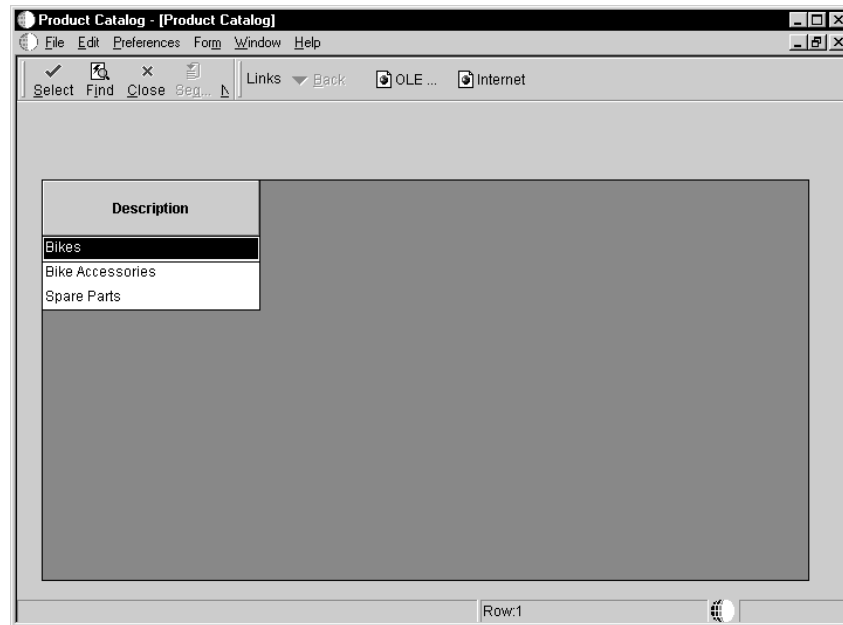 Product Catalog - [Product Catalog]
File Edit Preferences Form Window Help
Select Find Close Seq... N Links Back OLE ... Internet
Description
Bikes
Bike Accessories
Spare Parts
Row:1